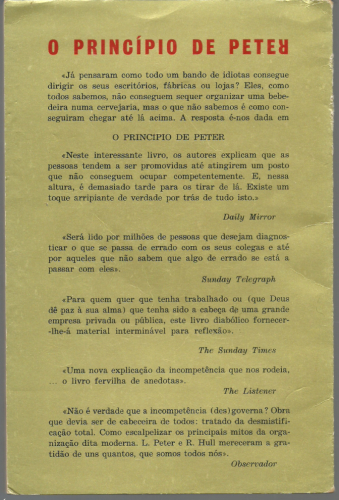 O PRINCÍPIO DE PETER
«Já pensaram como todo um bando de idiotas consegue
dirigir os seus escritórios, fábricas ou lojas? Eles, como
todos sabemos, não conseguem sequer organizar uma bebe-
deira numa cervejaria, mas o que não sabemos é como con-
seguiram chegar até lá acima. A resposta é-nos dada em
O PRINCIPIO DE PETER
«Neste interessante livro, os autores explicam que as
pessoas tendem a ser promovidas até atingirem um posto
que não conseguem ocupar competentemente. E, nessa
altura, é demasiado tarde para os tirar de lá. Existe um
toque arripiante de verdade por trás de tudo isto.»
Daily Mirror
«Será lido por milhões de pessoas que desejam diagnos-
ticar o que se passa de errado com os seus colegas e até
por aqueles que não sabem que algo de errado se está a
passar com eles».
Sunday Telegraph
«Para quem quer que tenha trabalhado ou (que Deus
dê paz à sua alma) que tenha sido a cabeça de uma grande
empresa privada ou pública, este livro diabólico fornecer-
-lhe-á material interminável para reflexão».
The Sunday Times
«Uma nova explicação da incompetência que nos rodeia,
... o livro fervilha de anedotas».
The Listener
«Não é verdade que a incompetência (des)governa? Obra
que devia ser de cabeceira de todos: tratado da desmistifi-
cação total. Como escalpelizar os principais mitos da orga-
nização dita moderna. L. Peter e R. Hull mereceram a gra-
tidão de uns quantos, que somos todos nós».
Observador